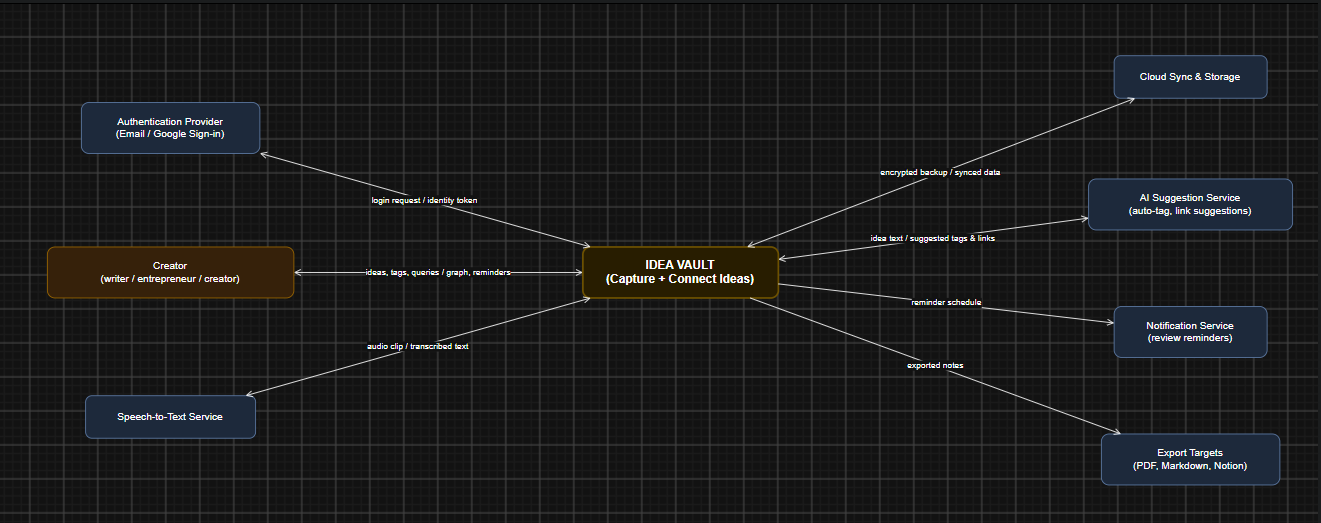 Cloud Sync & Storage
Authentication Provider
(Email / Google Sign-in)
encrypted backup / synced data
login request / identity token
AI Suggestion Service
(auto-tag, link suggestions)
idea text / suggested tags & links
Creator
(writer / entrepreneur / creator)
ideas, tags, queries / graph, reminders
IDEA VAULT
(Capture + Connect Ideas)
reminder schedule
Notification Service
(review reminders)
audio clip / transcribed text
exported notes
Speech-to-Text Service
Export Targets
(PDF, Markdown, Notion)